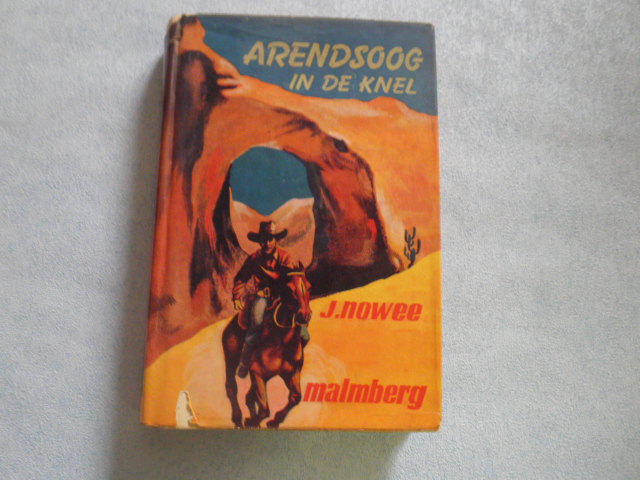 ARENDSOOG
IN DE KNEL
J. nowee
malmberg